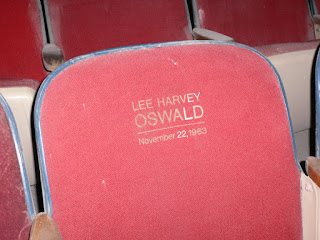 LEE HARVEY
OSWALD
November 22, 1963